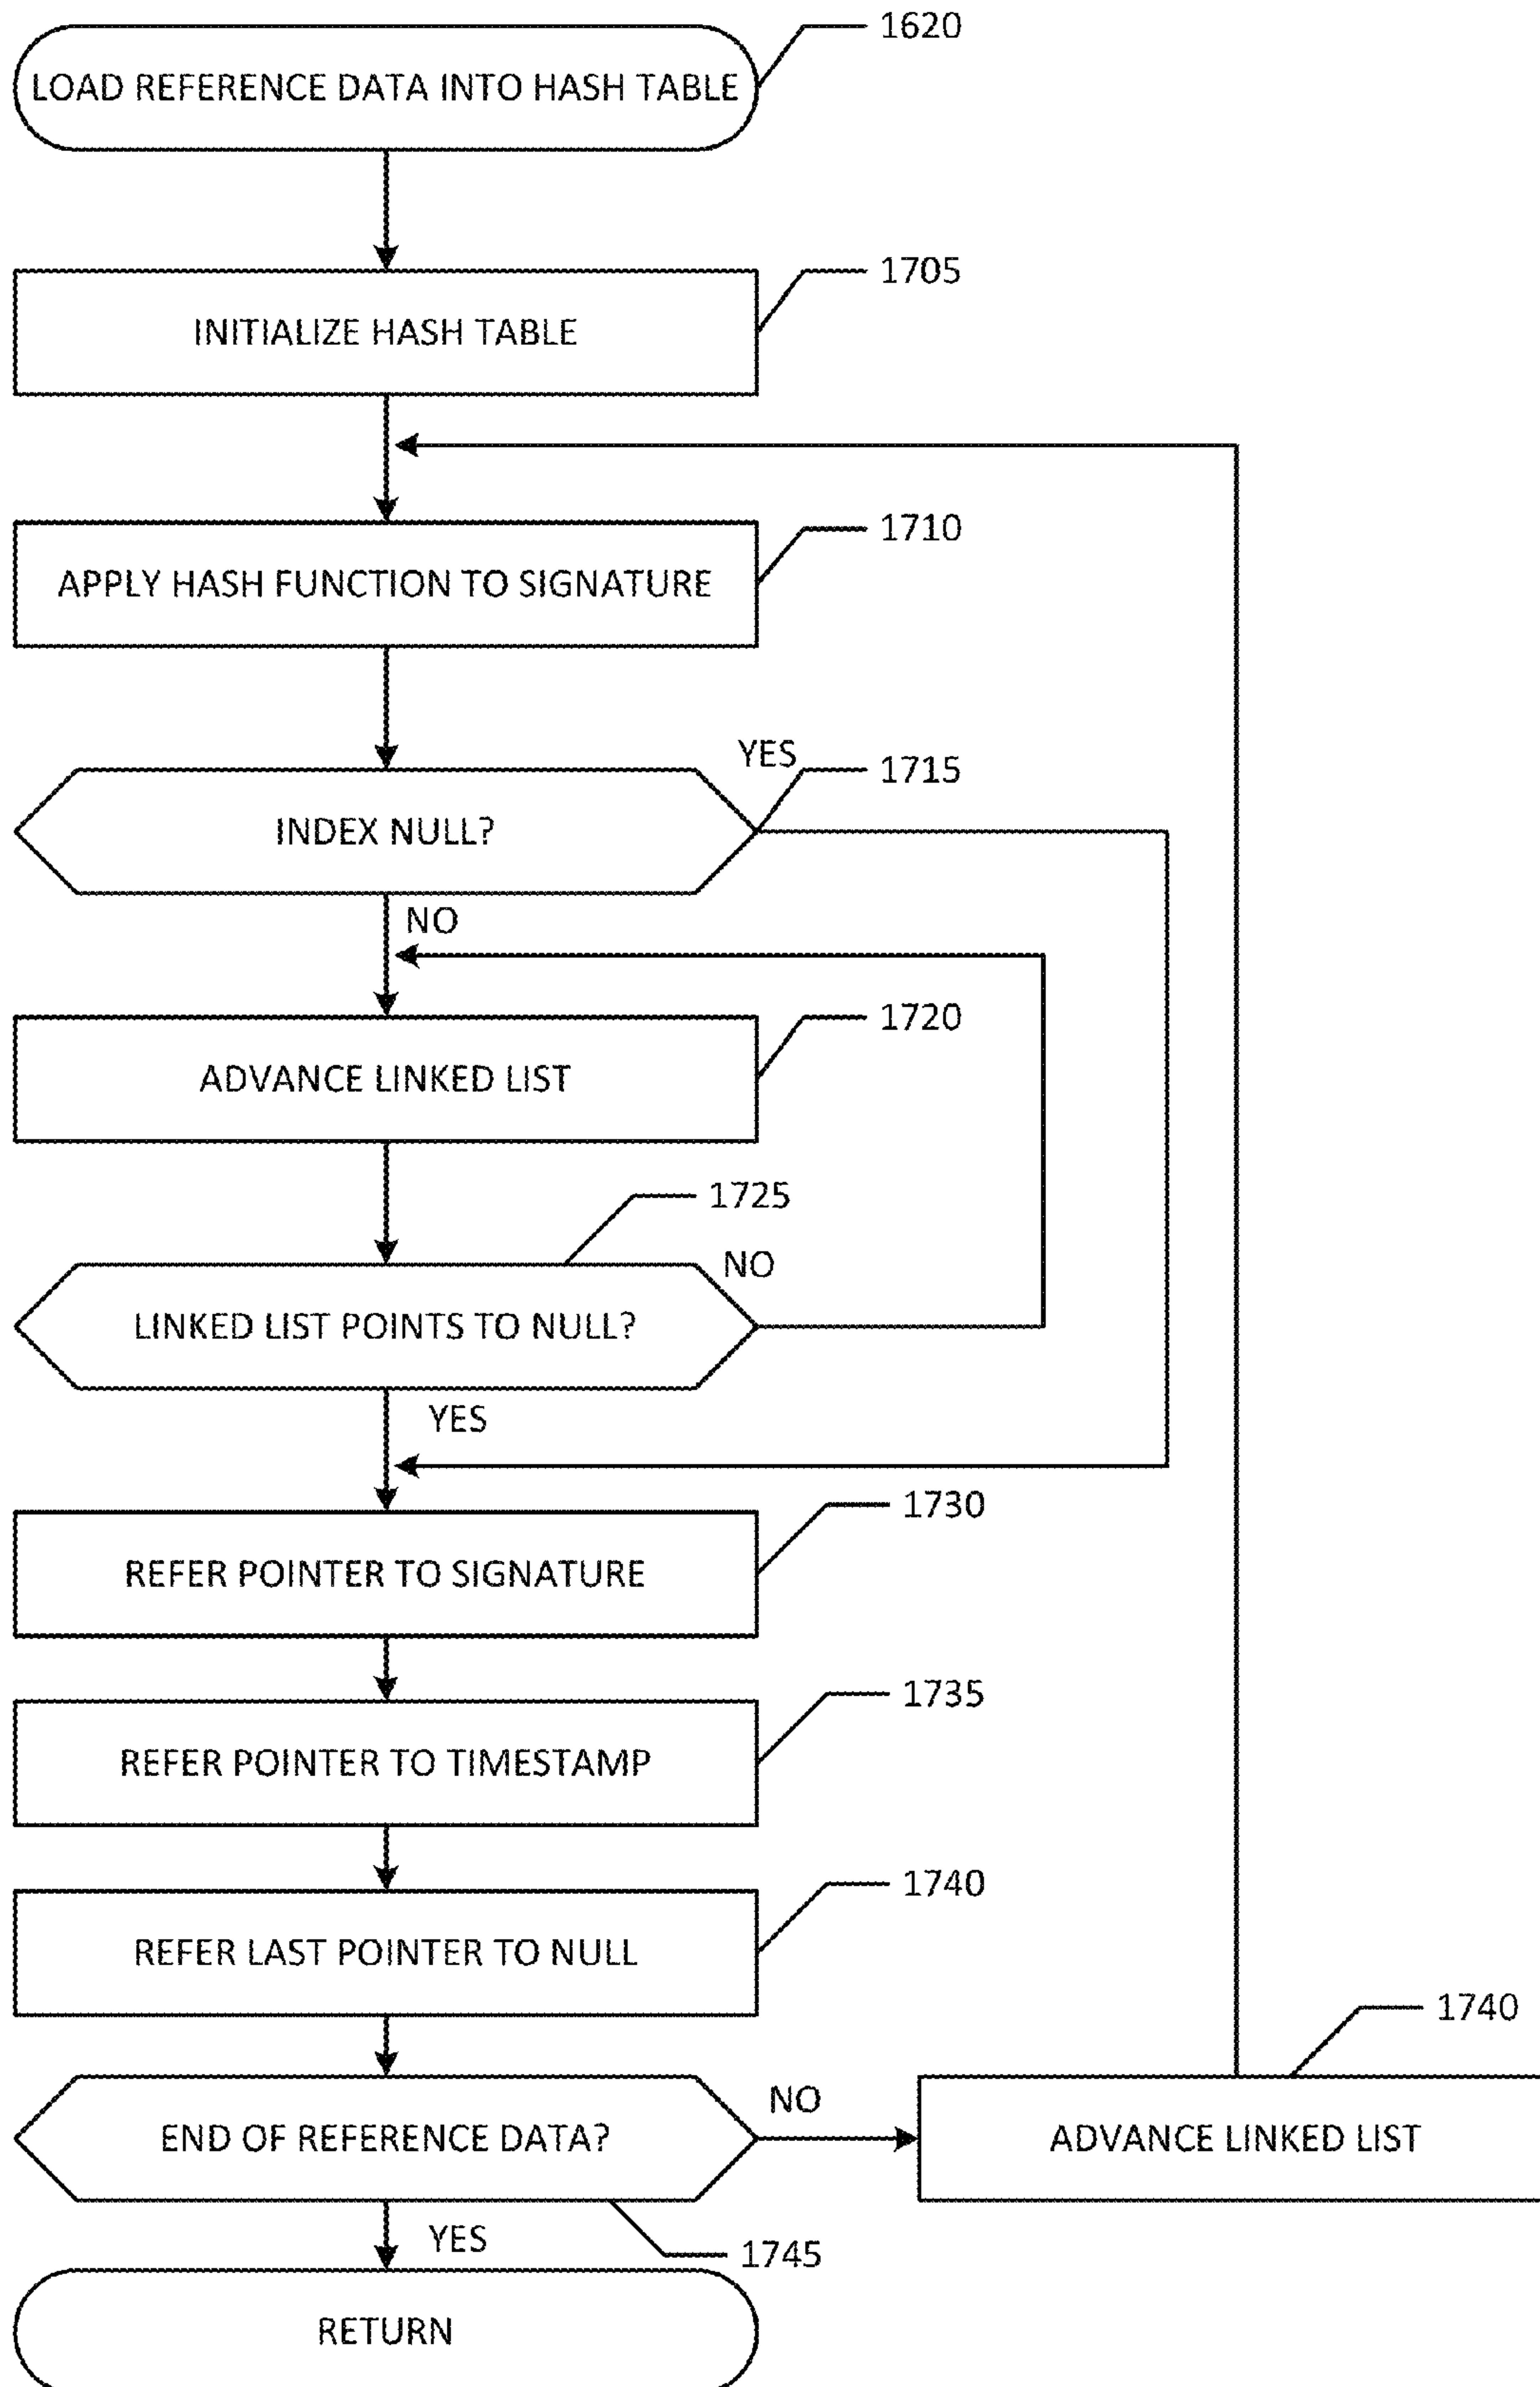 1620
LOAD REFERENCE DATA INTO HASH TABLE
1705
INITIALIZE HASH TABLE
1710
APPLY HASH FUNCTION TO SIGNATURE
YES
1715
INDEX NULL?
NO
1720
ADVANCE LINKED LIST
1725
NO
LINKED LIST POINTS TO NULL?
YES
1730
REFER POINTER TO SIGNATURE
1735
REFER POINTER TO TIMESTAMP
1740
REFER LAST POINTER TO NULL
1740
NO
END OF REFERENCE DATA?
ADVANCE LINKED LIST
YES
1745
RETURN